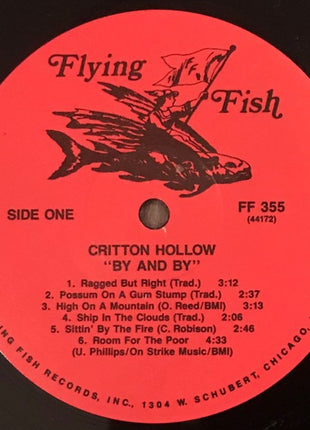 Flying
Fish
SIDE ONE
FF 355
(44172)
CRITTON HOLLOW
"BY AND BY"
1. Ragged But Right (Trad.) 3:12
2. Possum On A Gum Stump (Trad.) 2:37
3. High On A Mountain (O. Reed/BMI) 3:13
4. Ship In The Clouds (Trad.) 2:06
5. Sittin' By The Fire (C. Robison) 2:46
6. Room For The Poor 4:33
(U. Phillips/On Strike Music/BMI)
ING FISH RECORDS, INC., 1304 W. SCHUBERT, CHICAGO,